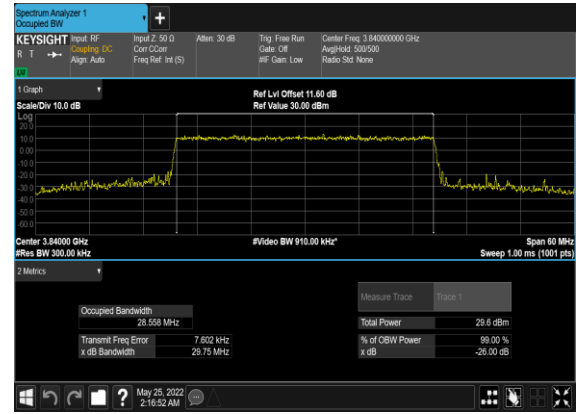 Spectrum Analyzer 1
Occupied BW
KEYSIGHT Input: RF Input Z: 50 Ω Atten: 30 dB Trig: Free Run Center Freq: 3.840000000 GHz
R T Coupling: DC Corr CCorr Gate: Off Avg|Hold: 500/500
Align: Auto Freq Ref: Int (S) #IF Gain: Low Radio Std: None
LU
1 Graph Ref Lvl Offset 11.60 dB
Scale/Div 10.0 dB Ref Value 30.00 dBm
Log
20.0
10.0
0.00
-10.0
-20.0
-30.0
-40.0
-50.0
-60.0
Center 3.84000 GHz #Video BW 910.00 kHz* Span 60 MHz
#Res BW 300.00 kHz Sweep 1.00 ms (1001 pts)
2 Metrics
Measure Trace Trace 1
Occupied Bandwidth
28.558 MHz Total Power 29.6 dBm
Transmit Freq Error 7.602 kHz % of OBW Power 99.00 %
x dB Bandwidth 29.75 MHz x dB -26.00 dB
May 25, 2022
2:16:52 AM